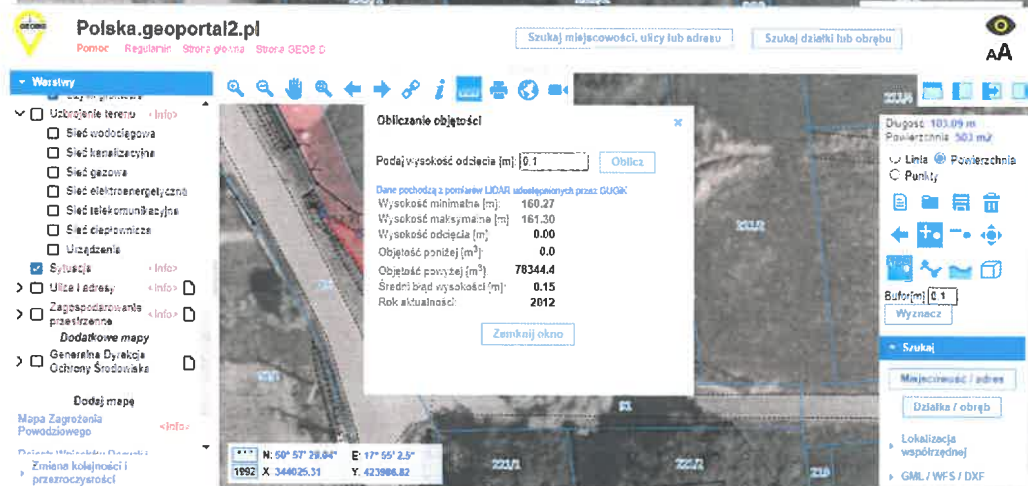 Polska.geoportal2.pl
Pomoc Regulamin Strona główna Strona GEOBID
Szukaj miejscowości, ulicy lub adresu
Szukaj działki lub obrębu
AA
Warstwy
Uzbrojenie terenu <Info>
Sieć wodociągowa
Sieć kanalizacyjna
Sieć gazowa
Sieć elektroenergetyczna
Sieć telekomunikacyjna
Sieć ciepłownicza
Urządzenia
Sytuacja <Info>
Ulice i adresy <Info>
Zagospodarowanie przestrzenne <Info>
Dodatkowe mapy
Generalna Dyrekcja
Ochrony Środowiska
Dodaj mapę
Mapa Zagrożenia
Powodziowego <Info>
Zmiana kolejności i
przezroczystości
Obliczanie objętości
Podaj wysokość odcięcia [m]: 0.1 Oblicz
Dane pochodzą z pomiarów LIDAR udostępnionych przez GUGiK
Wysokość minimalna [m]: 160.27
Wysokość maksymalna [m] 161.30
Wysokość odcięcia [m] 0.00
Objętość poniżej [m³] 0.0
Objętość powyżej [m³]: 78344.4
Średni błąd wysokości [m]: 0.15
Rok aktualności: 2012
Zamknij okno
N: 50° 57' 29.04" E: 17° 55' 2.5"
1992 X 344025.31 Y: 423986.82
221/1
222/2
Długość: 103.09 m
Powierzchnia: 503 m2
Linia Powierzchnia
Punkty
Bufor[m] 0.1
Wyznacz
Szukaj
Miejscowość / adres
Działka / obręb
Lokalizacja
współrzędnej
GML / WFS / DXF